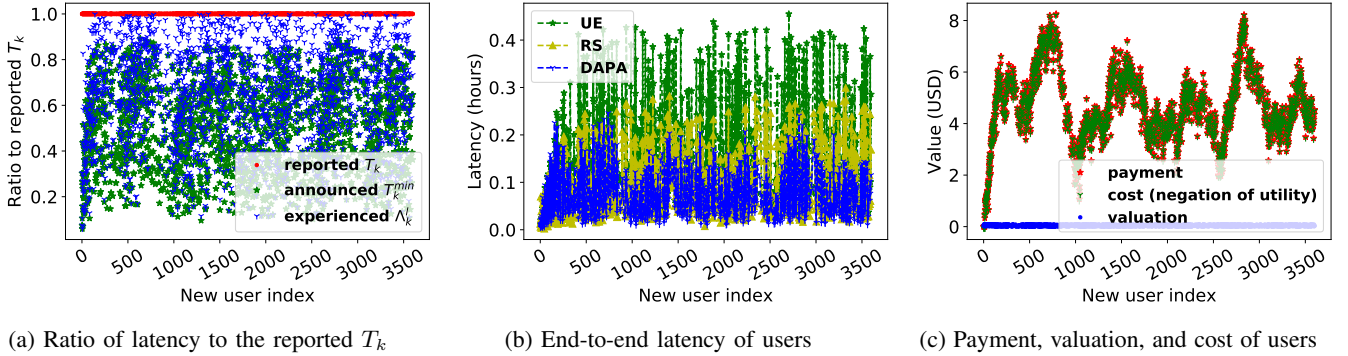 Ratio to reported T_k
1.0
0.8
0.6
0.4
0.2
reported T_k
announced T_k^{min}
experienced Λ_k^l
0
500
1000
1500
2000
2500
3000
3500
New user index
(a) Ratio of latency to the reported T_k
Latency (hours)
0.4
0.3
0.2
0.1
0.0
UE
RS
DAPA
0
500
1000
1500
2000
2500
3000
3500
New user index
(b) End-to-end latency of users
Value (USD)
8
6
4
2
0
payment
cost (negation of utility)
valuation
0
500
1000
1500
2000
2500
3000
3500
New user index
(c) Payment, valuation, and cost of users